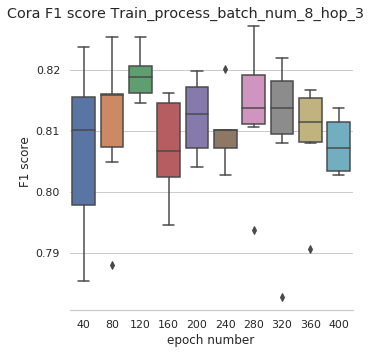 Cora F1 score Train_process_batch_num_8_hop_3
0.82
0.81
0.80
0.79
F1 score
40 80 120 160 200 240 280 320 360 400
epoch number